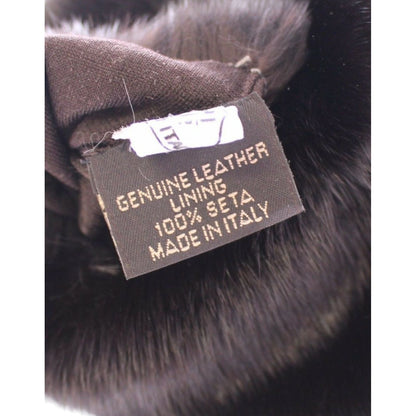 GENUINE LEATHER
LINING
100% SETA
MADE IN ITALY